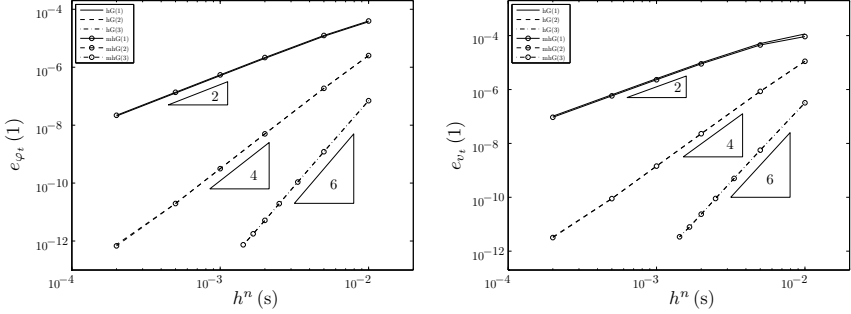 hG(1)
hG(2)
hG(3)
mhG(1)
mhG(2)
mhG(3)
10⁻⁴
10⁻⁶
10⁻⁸
10⁻¹⁰
10⁻¹²
e_{φ_t}(1)
2
4
6
10⁻⁴
10⁻³
10⁻²
hⁿ (s)
hG(1)
hG(2)
hG(3)
mhG(1)
mhG(2)
mhG(3)
10⁻⁴
10⁻⁶
10⁻⁸
10⁻¹⁰
10⁻¹²
e_{v_t}(1)
2
4
6
10⁻⁴
10⁻³
10⁻²
hⁿ (s)